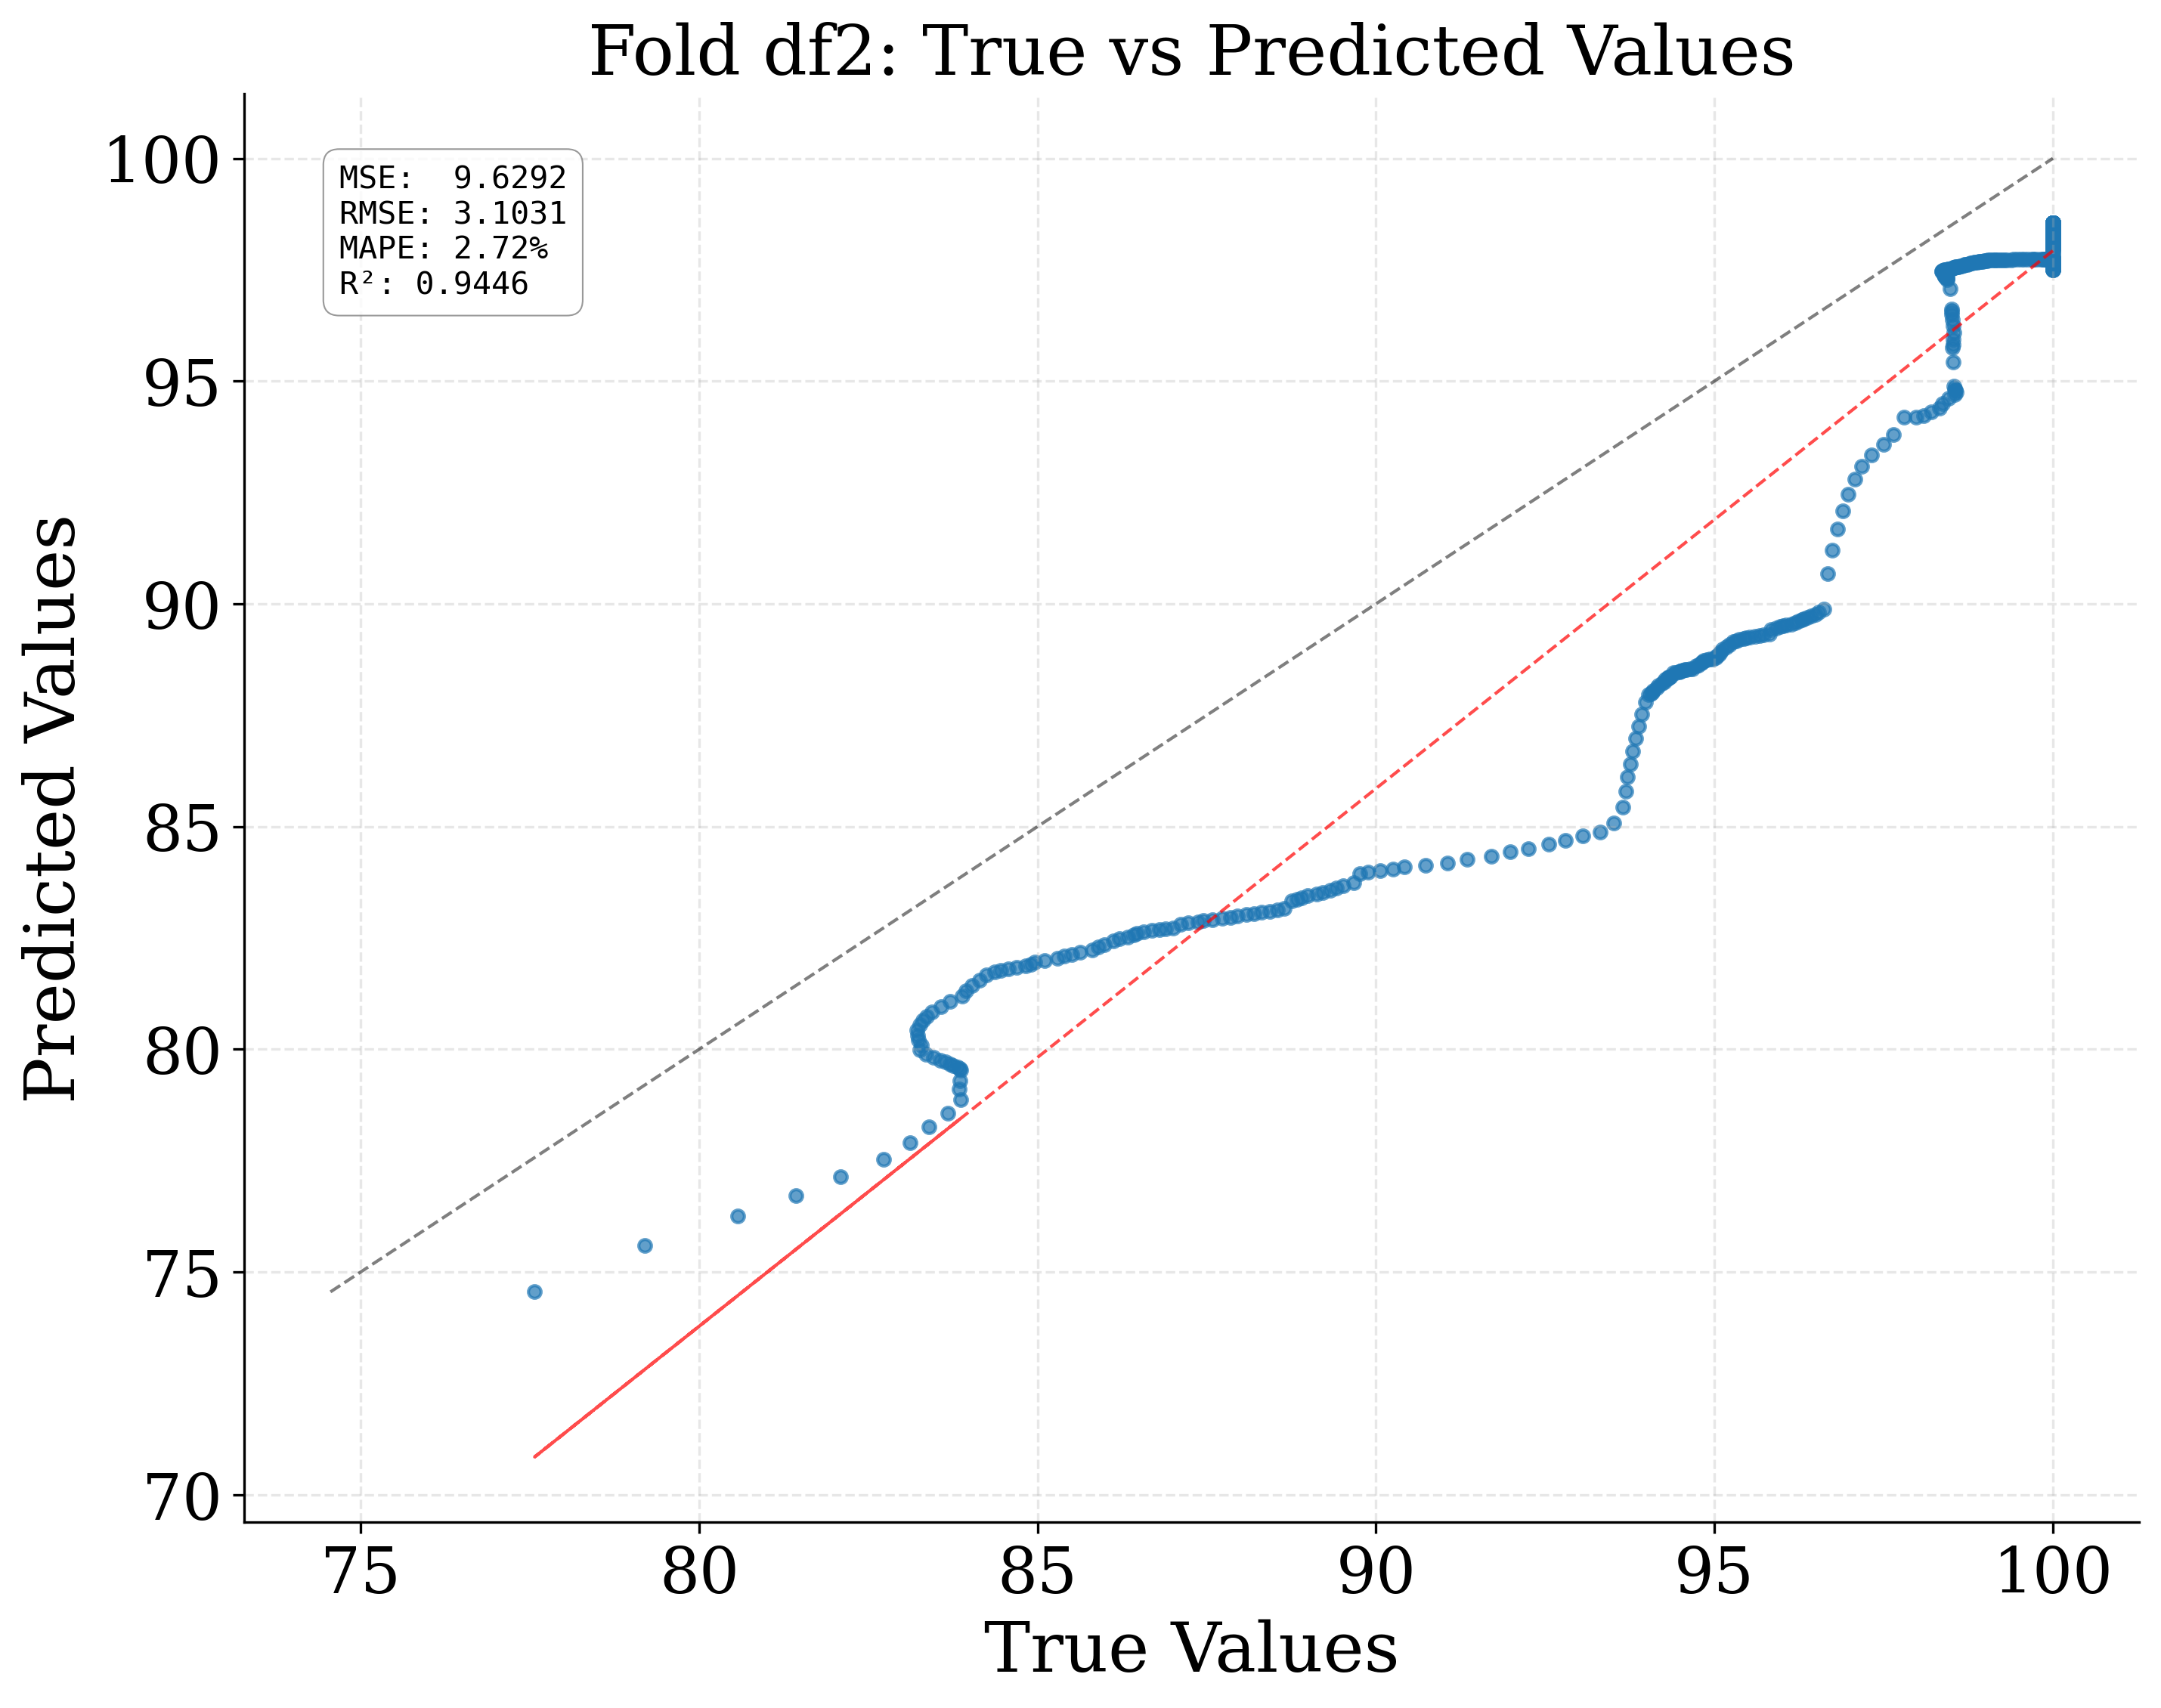 Fold df2: True vs Predicted Values
MSE:  9.6292
RMSE: 3.1031
MAPE: 2.72%
R²: 0.9446
Predicted Values
100
95
90
85
80
75
70
75 80 85 90 95 100
True Values